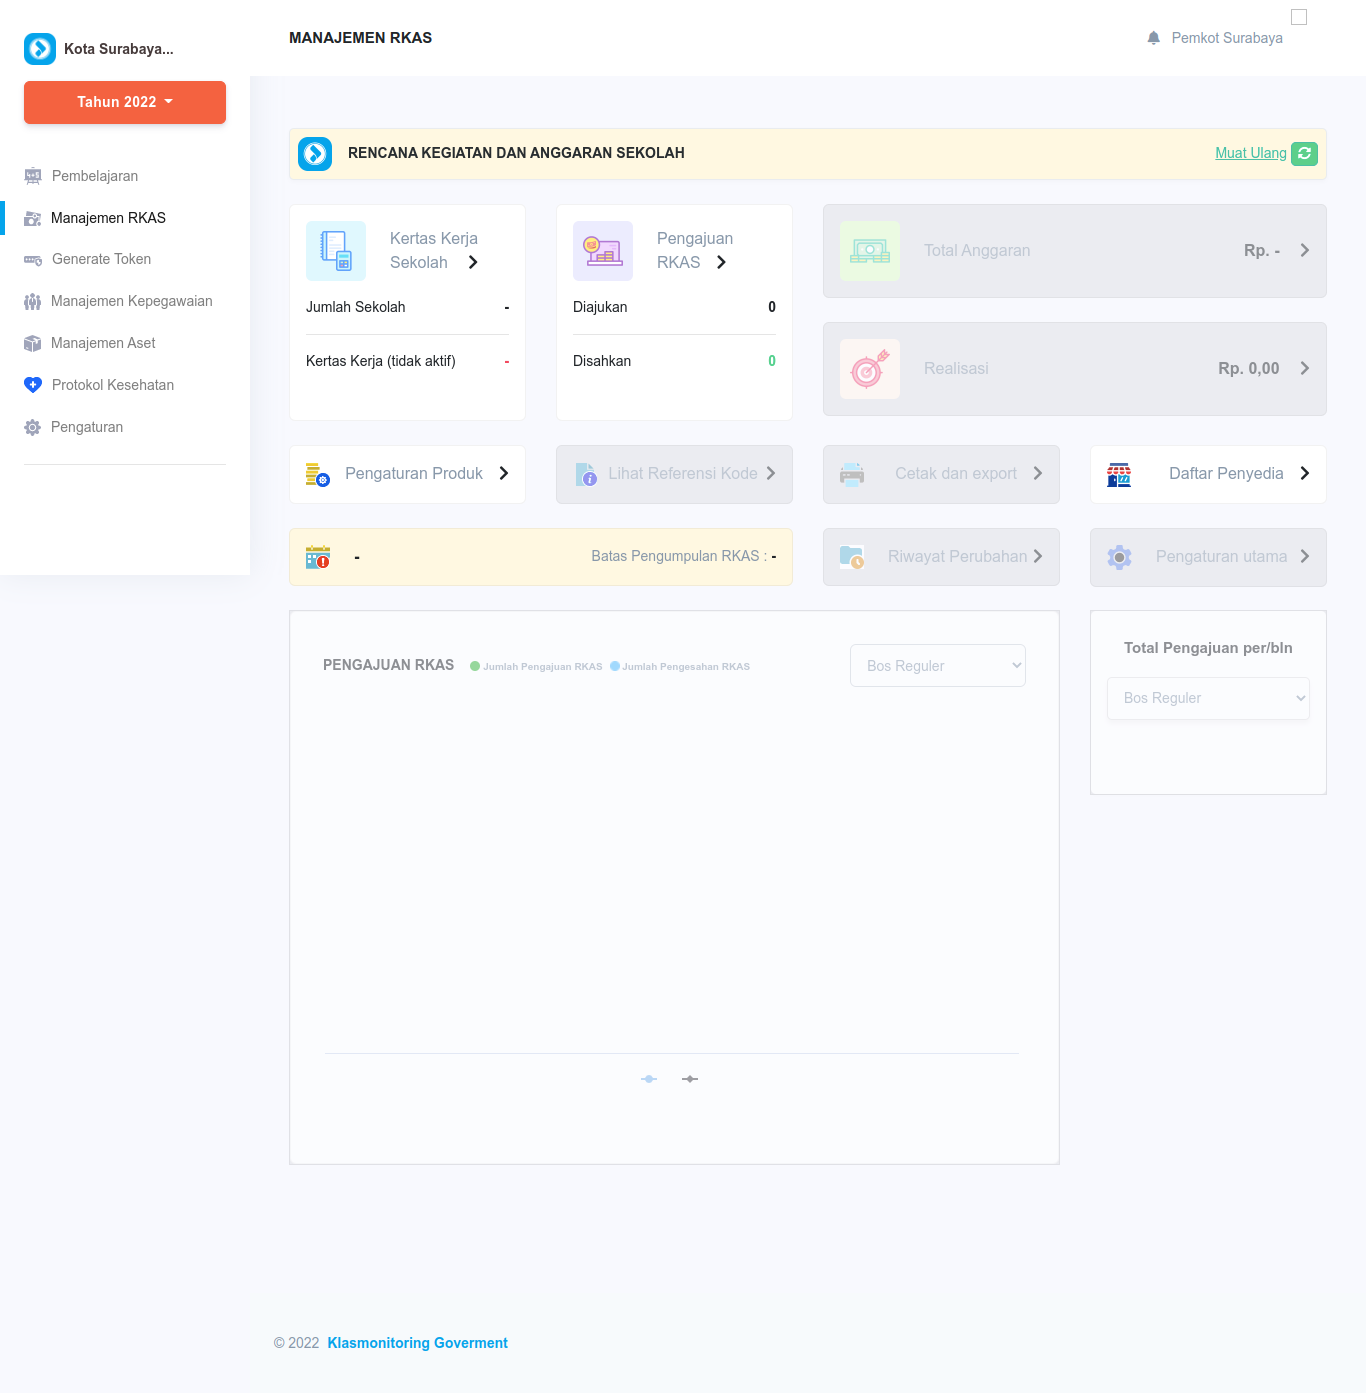 Kota Surabaya...
Tahun 2022
Pembelajaran
Manajemen RKAS
Generate Token
Manajemen Kepegawaian
Manajemen Aset
Protokol Kesehatan
Pengaturan
MANAJEMEN RKAS
Pemkot Surabaya
RENCANA KEGIATAN DAN ANGGARAN SEKOLAH
Muat Ulang
Kertas Kerja
Sekolah
Jumlah Sekolah -
Kertas Kerja (tidak aktif) -
Pengajuan
RKAS
Diajukan 0
Disahkan 0
Total Anggaran Rp. -
Realisasi Rp. 0,00
Pengaturan Produk
Lihat Referensi Kode
Cetak dan export
Daftar Penyedia
- Batas Pengumpulan RKAS : -
Riwayat Perubahan
Pengaturan utama
PENGAJUAN RKAS Jumlah Pengajuan RKAS Jumlah Pengesahan RKAS
Bos Reguler
Total Pengajuan per/bln
Bos Reguler
© 2022 Klasmonitoring Goverment